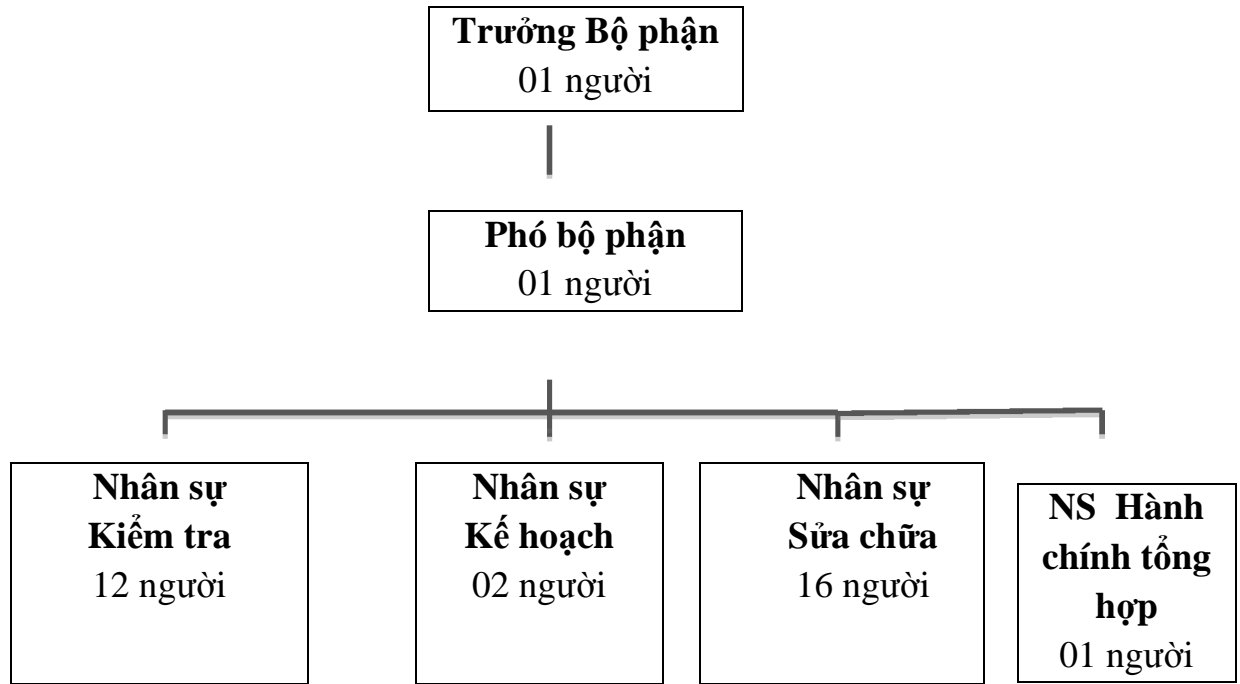 Trưởng Bộ phận
01 người
Phó bộ phận
01 người
Nhân sự
Kiểm tra
12 người
Nhân sự
Kế hoạch
02 người
Nhân sự
Sửa chữa
16 người
NS Hành
chính tổng
hợp
01 người